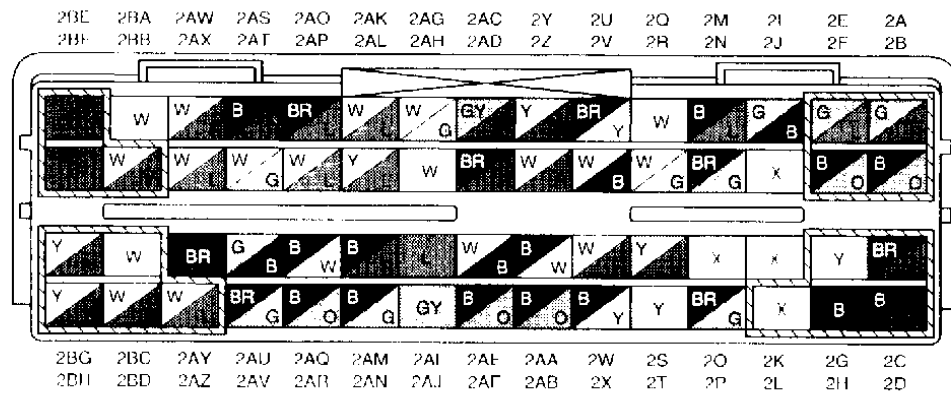 2BE 2BA 2AW 2AS 2AO 2AK 2AG 2AC 2Y 2U 2Q 2M 2I 2E 2A
2BF 2BB 2AX 2AT 2AP 2AL 2AH 2AD 2Z 2V 2R 2N 2J 2F 2B
W W B BR W W GY Y BR W B G G G
L L G Y L B L
W W W W Y W BR W W W BR X B B
L G L L B G G O O
Y W BR G B B L W B W Y X X Y BR
B W B W
Y W W BR B B GY B B B Y BR X B B
L G O G O O Y G
2BG 2BC 2AY 2AU 2AQ 2AM 2AI 2AE 2AA 2W 2S 2O 2K 2G 2C
2BH 2BD 2AZ 2AV 2AR 2AN 2AJ 2AF 2AB 2X 2T 2P 2L 2H 2D